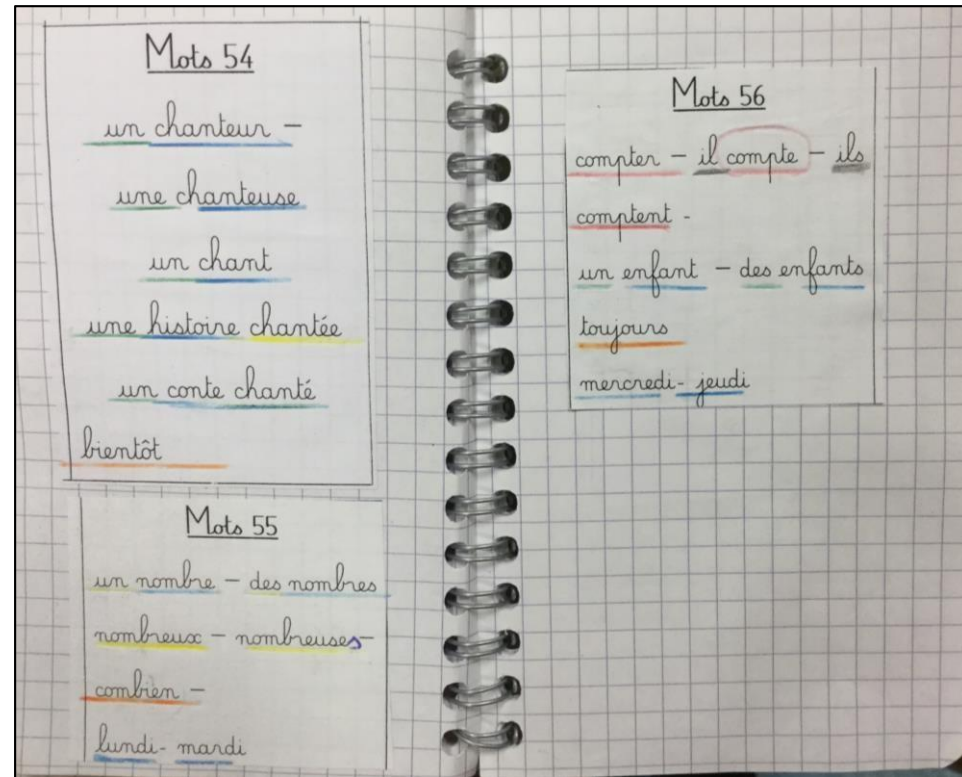 Mots 54
un chanteur –
une chanteuse
un chant
une histoire chantée
un conte chanté
bientôt
Mots 55
un nombre – des nombres
nombreux – nombreuses –
combien –
lundi - mardi
Mots 56
compter – il compte – ils
comptent -
un enfant – des enfants
toujours
mercredi - jeudi